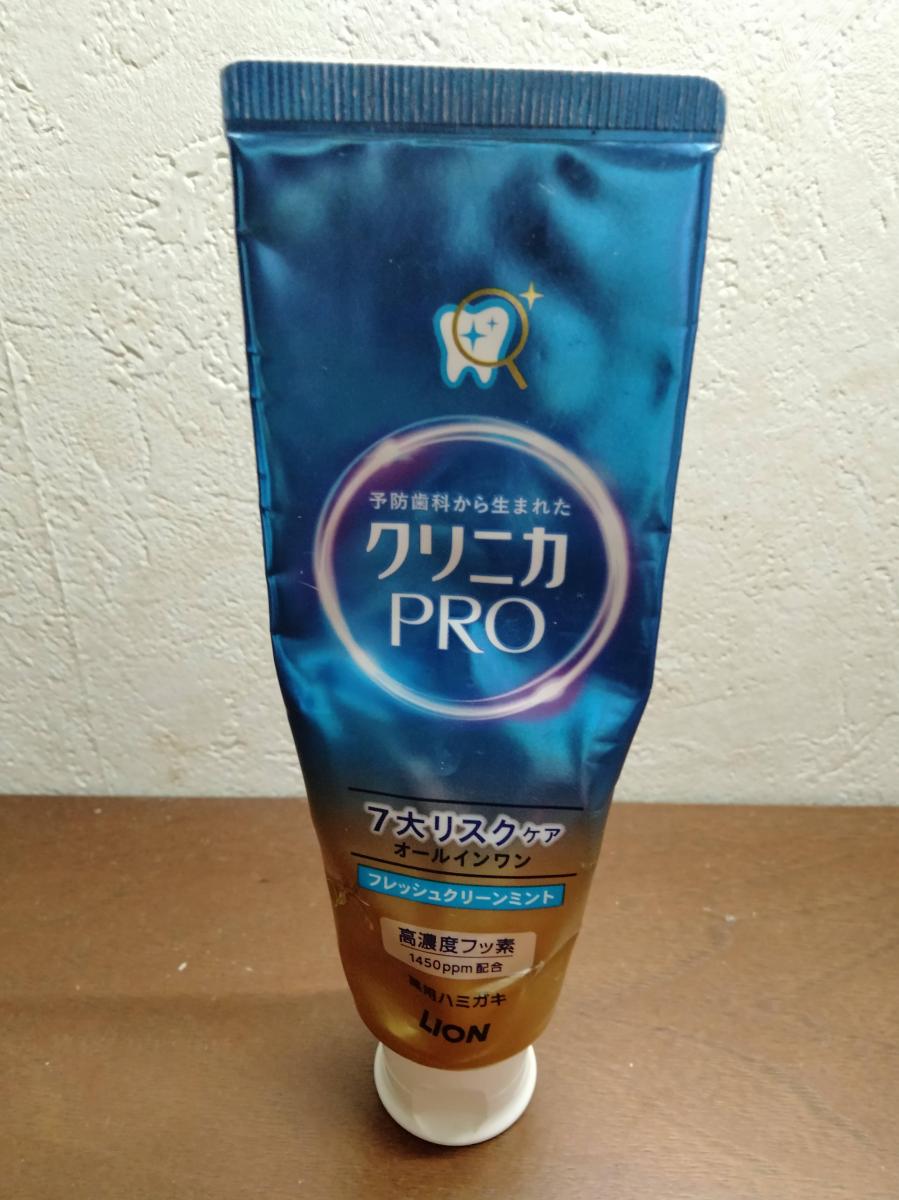 予防歯科から生まれた
クリニカ
PRO
7大リスクケア
オールインワン
フレッシュクリーンミント
高濃度フッ素
1450ppm配合
薬用ハミガキ
LION